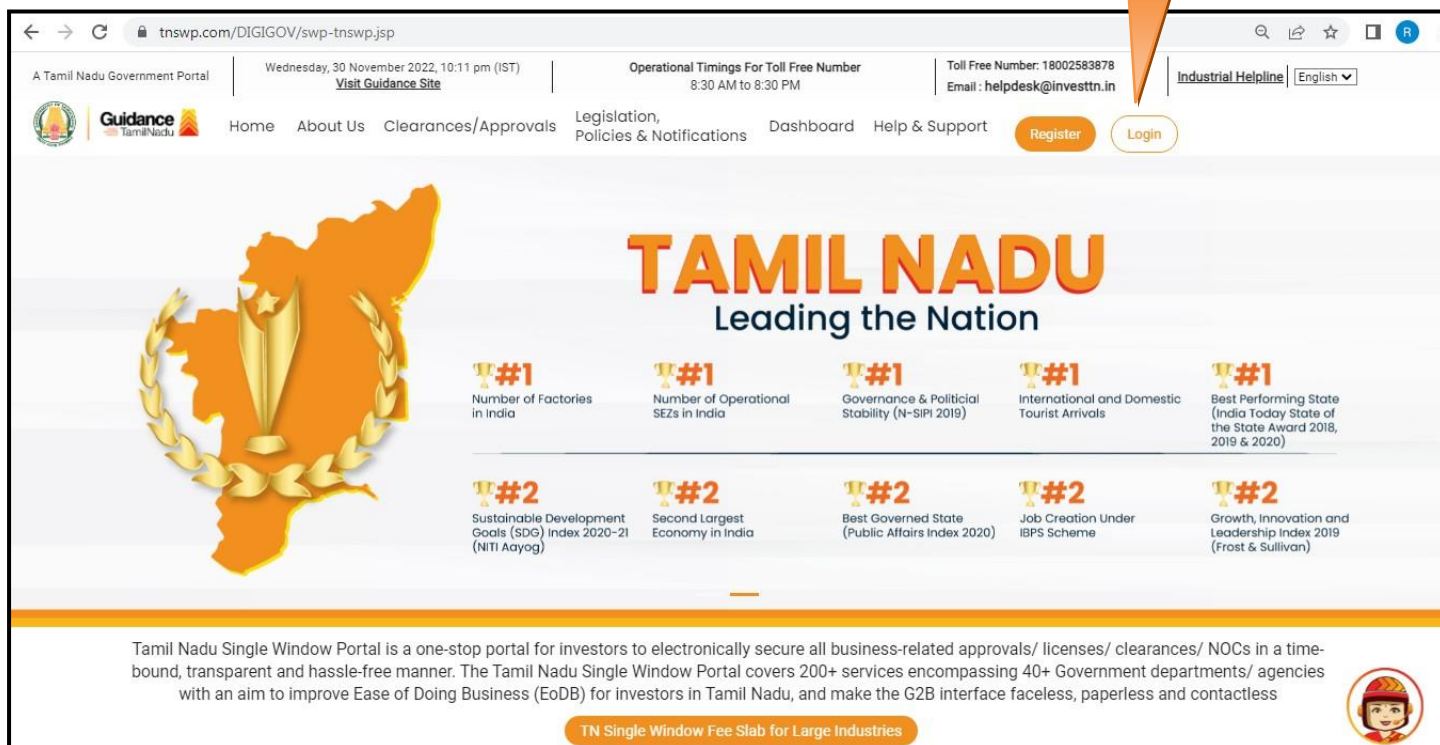 tnswp.com/DIGIGOV/swp-tnswp.jsp
R
A Tamil Nadu Government Portal
Wednesday, 30 November 2022, 10:11 pm (IST)
Visit Guidance Site
Operational Timings For Toll Free Number
8:30 AM to 8:30 PM
Toll Free Number: 18002583878
Email : helpdesk@investtn.in
Industrial Helpline
English
Guidance
TamilNadu
Home
About Us
Clearances/Approvals
Legislation,
Policies & Notifications
Dashboard
Help & Support
Register
Login
TAMIL NADU
Leading the Nation
#1
Number of Factories
in India
#1
Number of Operational
SEZs in India
#1
Governance & Politicial
Stability (N-SIPI 2019)
#1
International and Domestic
Tourist Arrivals
#1
Best Performing State
(India Today State of
the State Award 2018,
2019 & 2020)
#2
Sustainable Development
Goals (SDG) Index 2020-21
(NITI Aayog)
#2
Second Largest
Economy in India
#2
Best Governed State
(Public Affairs Index 2020)
#2
Job Creation Under
IBPS Scheme
#2
Growth, Innovation and
Leadership Index 2019
(Frost & Sullivan)
Tamil Nadu Single Window Portal is a one-stop portal for investors to electronically secure all business-related approvals/ licenses/ clearances/ NOCs in a time-
bound, transparent and hassle-free manner. The Tamil Nadu Single Window Portal covers 200+ services encompassing 40+ Government departments/ agencies
with an aim to improve Ease of Doing Business (EoDB) for investors in Tamil Nadu, and make the G2B interface faceless, paperless and contactless
TN Single Window Fee Slab for Large Industries